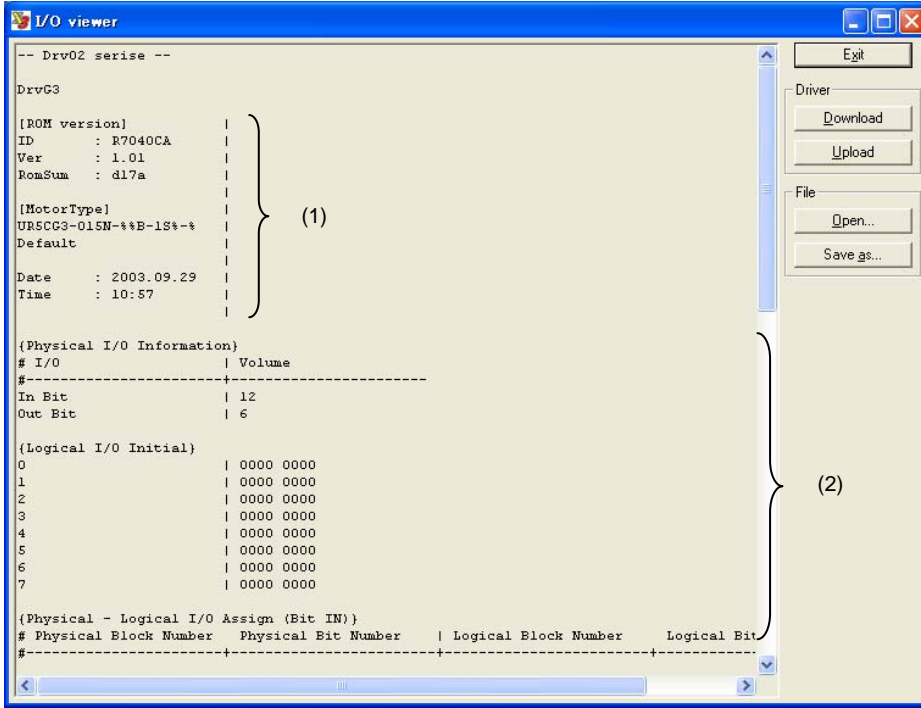 I/O viewer
-- Drv02 serise --
DrvG3
[ROM version] |
ID : R7040CA |
Ver : 1.01 |
RomSum : d17a |
|
[MotorType] |
UR5CG3-015N-%%B-1S%-% |
Default |
|
Date : 2003.09.29 |
Time : 10:57 |
|
(1)
{Physical I/O Information}
# I/O | Volume
#-----------------------+-----------------------
In Bit | 12
Out Bit | 6
{Logical I/O Initial}
0 | 0000 0000
1 | 0000 0000
2 | 0000 0000
3 | 0000 0000
4 | 0000 0000
5 | 0000 0000
6 | 0000 0000
7 | 0000 0000
(2)
{Physical - Logical I/O Assign (Bit IN)}
# Physical Block Number Physical Bit Number | Logical Block Number Logical Bit
#-----------------------+------------------------+------------------------+------------
Exit
Driver
Download
Upload
File
Open...
Save as...